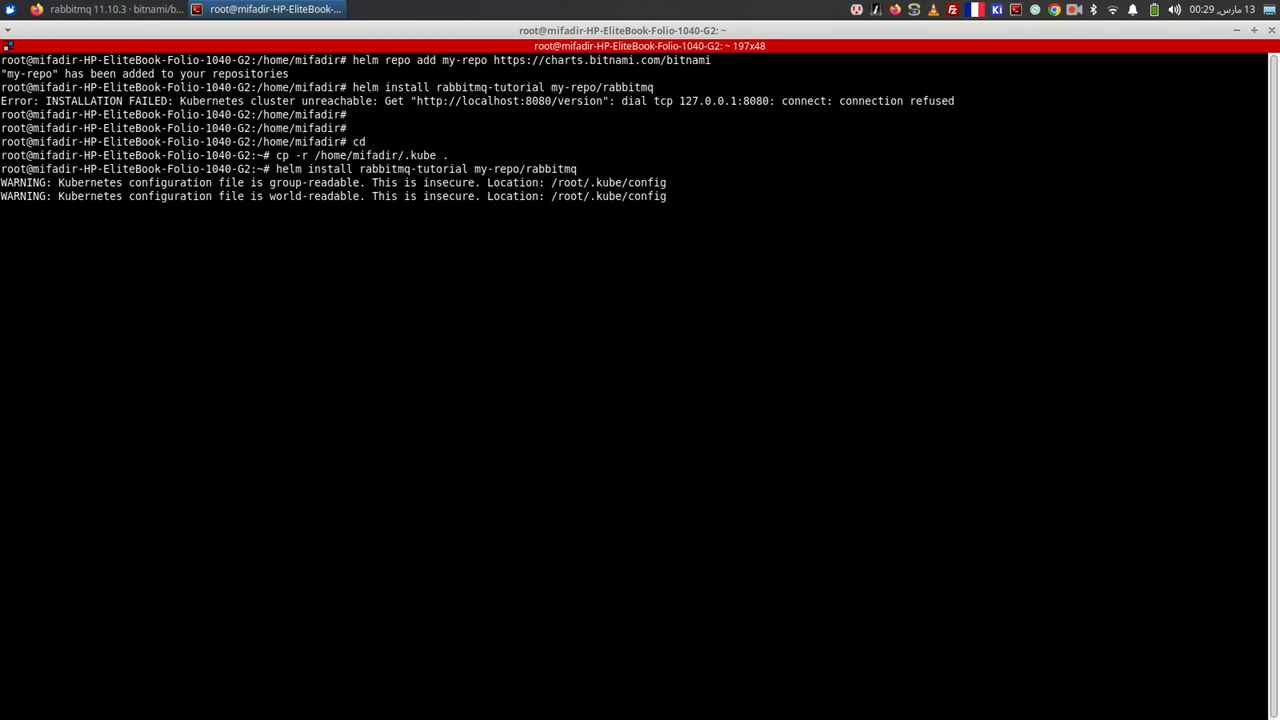 rabbitmq 11.10.3 · bitnami/b...
root@mifadir-HP-EliteBook-...
Ki
00:29 ,مارس 13
root@mifadir-HP-EliteBook-Folio-1040-G2: ~
root@mifadir-HP-EliteBook-Folio-1040-G2: ~ 197x48
root@mifadir-HP-EliteBook-Folio-1040-G2:/home/mifadir# helm repo add my-repo https://charts.bitnami.com/bitnami
"my-repo" has been added to your repositories
root@mifadir-HP-EliteBook-Folio-1040-G2:/home/mifadir# helm install rabbitmq-tutorial my-repo/rabbitmq
Error: INSTALLATION FAILED: Kubernetes cluster unreachable: Get "http://localhost:8080/version": dial tcp 127.0.0.1:8080: connect: connection refused
root@mifadir-HP-EliteBook-Folio-1040-G2:/home/mifadir#
root@mifadir-HP-EliteBook-Folio-1040-G2:/home/mifadir#
root@mifadir-HP-EliteBook-Folio-1040-G2:/home/mifadir# cd
root@mifadir-HP-EliteBook-Folio-1040-G2:~# cp -r /home/mifadir/.kube .
root@mifadir-HP-EliteBook-Folio-1040-G2:~# helm install rabbitmq-tutorial my-repo/rabbitmq
WARNING: Kubernetes configuration file is group-readable. This is insecure. Location: /root/.kube/config
WARNING: Kubernetes configuration file is world-readable. This is insecure. Location: /root/.kube/config